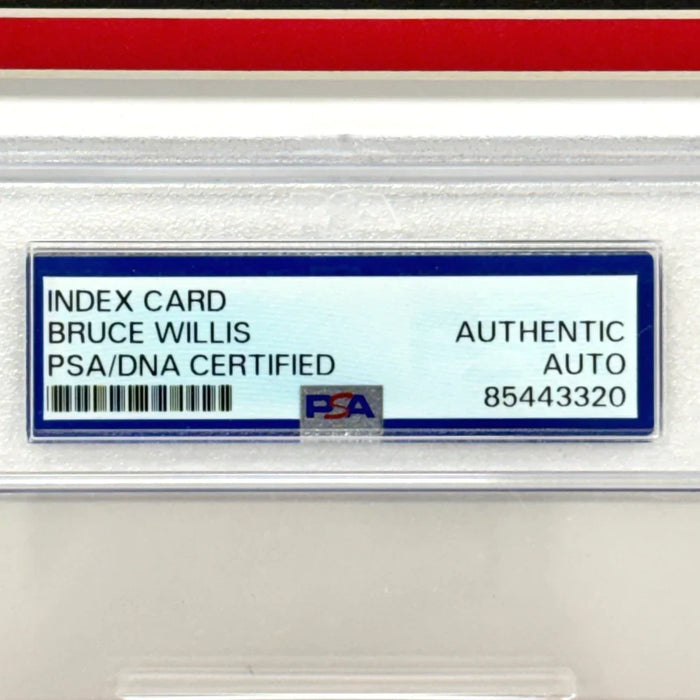 INDEX CARD
BRUCE WILLIS
PSA/DNA CERTIFIED
AUTHENTIC
AUTO
85443320
PSA